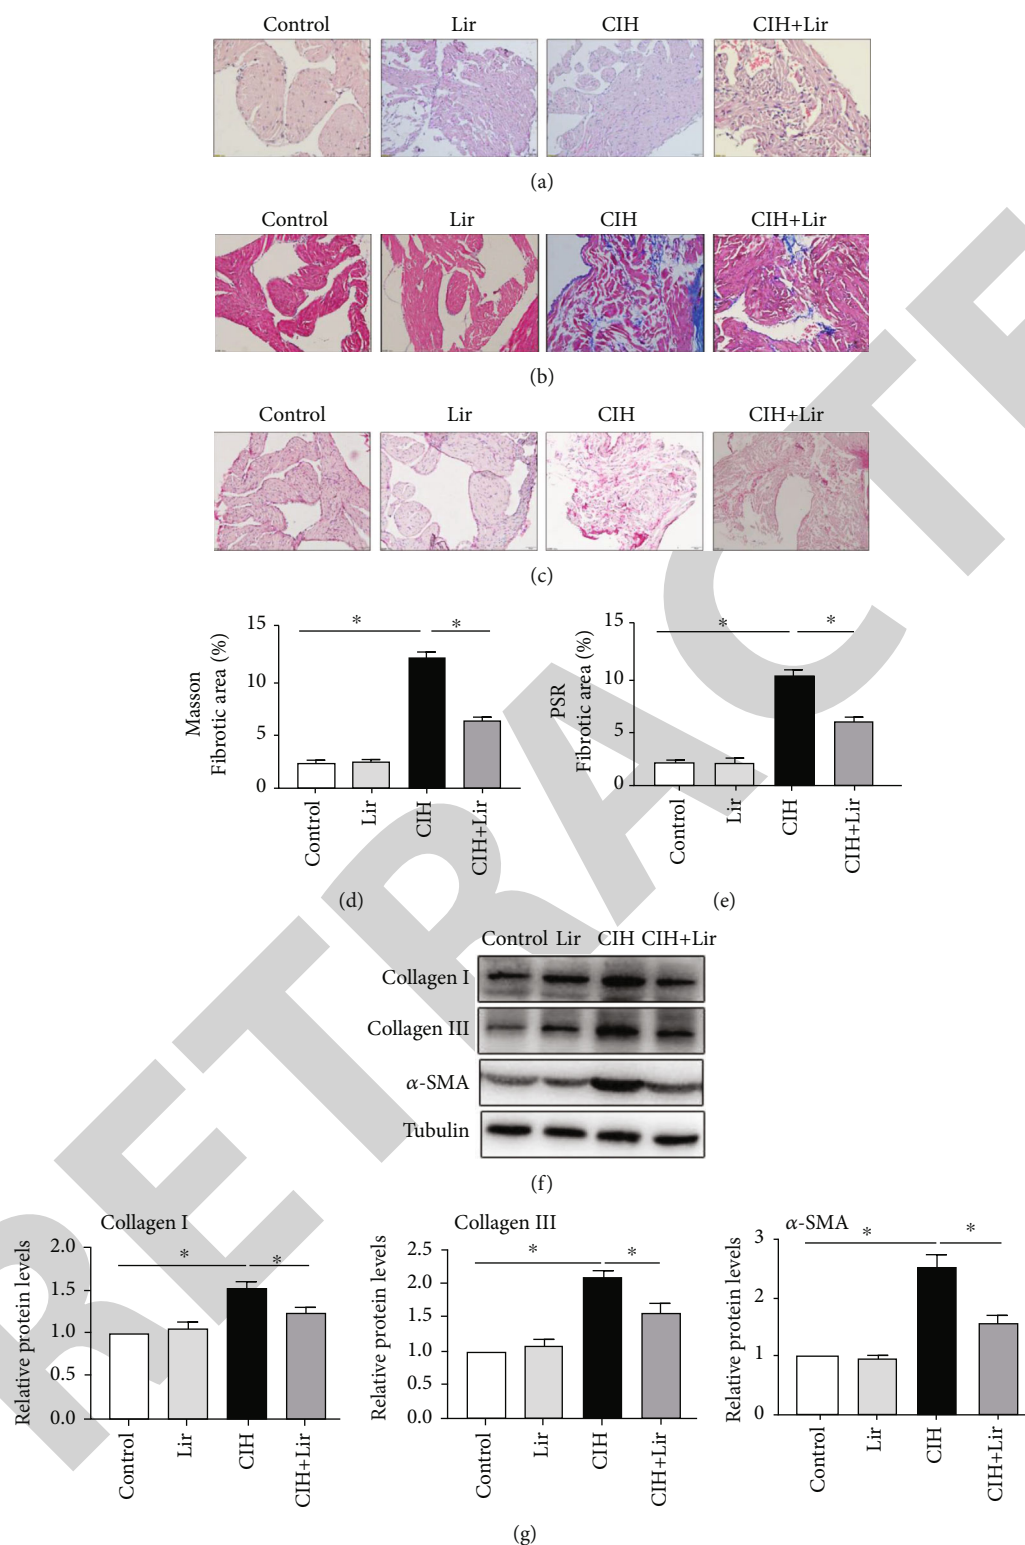 Control Lir CIH CIH+Lir
(a)
Control Lir CIH CIH+Lir
(b)
Control Lir CIH CIH+Lir
(c)
Masson
Fibrotic area (%)
15
10
5
0
* *
Control Lir CIH CIH+Lir
(d)
PSR
Fibrotic area (%)
15
10
5
0
* *
Control Lir CIH CIH+Lir
(e)
Control Lir CIH CIH+Lir
Collagen I
Collagen III
α-SMA
Tubulin
(f)
Collagen I
Relative protein levels
2.0
1.5
1.0
0.5
0.0
* *
Control Lir CIH CIH+Lir
Collagen III
Relative protein levels
2.5
2.0
1.5
1.0
0.5
0.0
* *
Control Lir CIH CIH+Lir
α-SMA
Relative protein levels
3
2
1
0
* *
Control Lir CIH CIH+Lir
(g)
RETRACTE